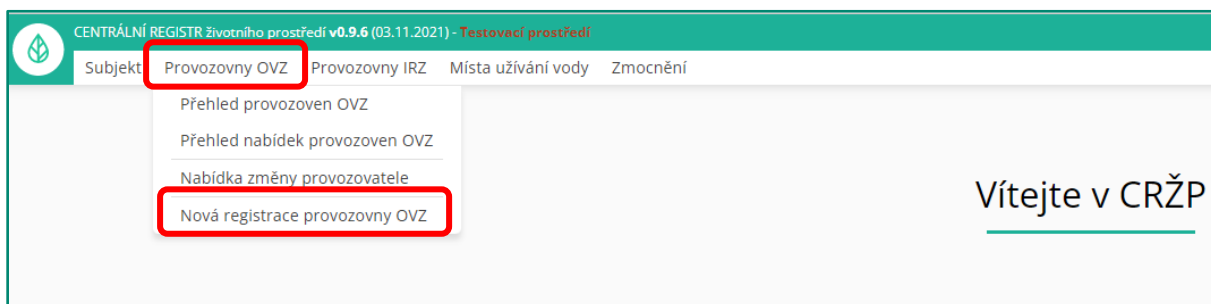 CENTRÁLNÍ REGISTR životního prostředí v0.9.6 (03.11.2021) - Testovací prostředí
Subjekt Provozovny OVZ Provozovny IRZ Místa užívání vody Zmocnění
Přehled provozoven OVZ
Přehled nabídek provozoven OVZ
Nabídka změny provozovatele
Nová registrace provozovny OVZ
Vítejte v CRŽP